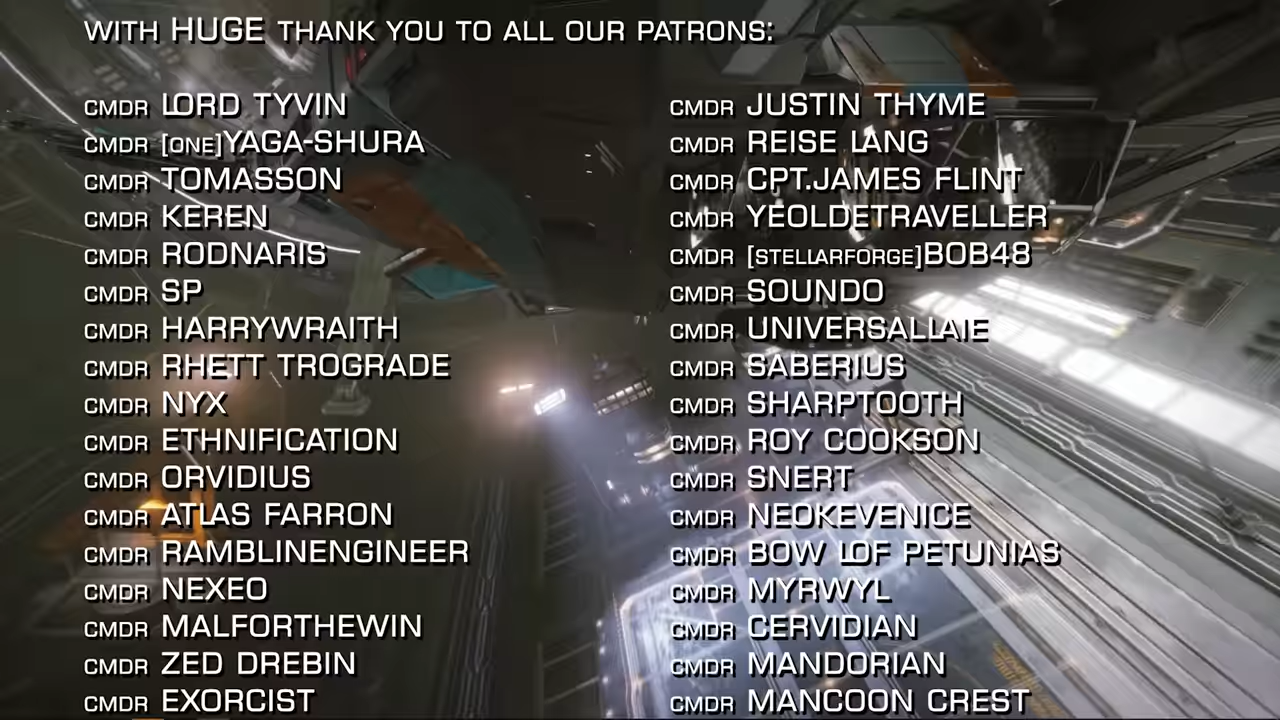 WITH HUGE THANK YOU TO ALL OUR PATRONS:
CMDR LORD TYVIN
CMDR [ONE]YAGA-SHURA
CMDR TOMASSON
CMDR KEREN
CMDR RODNARIS
CMDR SP
CMDR HARRYWRAITH
CMDR RHETT TROGRADE
CMDR NYX
CMDR ETHNIFICATION
CMDR ORVIDIUS
CMDR ATLAS FARRON
CMDR RAMBLINENGINEER
CMDR NEXEO
CMDR MALFORTHEWIN
CMDR ZED DREBIN
CMDR EXORCIST
CMDR JUSTIN THYME
CMDR REISE LANG
CMDR CPT.JAMES FLINT
CMDR YEOLDETRAVELLER
CMDR [STELLARFORGE]BOB48
CMDR SOUNDO
CMDR UNIVERSALLAIE
CMDR SABERIUS
CMDR SHARPTOOTH
CMDR ROY COOKSON
CMDR SNERT
CMDR NEOKEVENICE
CMDR BOW LOF PETUNIAS
CMDR MYRWYL
CMDR CERVIDIAN
CMDR MANDORIAN
CMDR MANCOON CREST